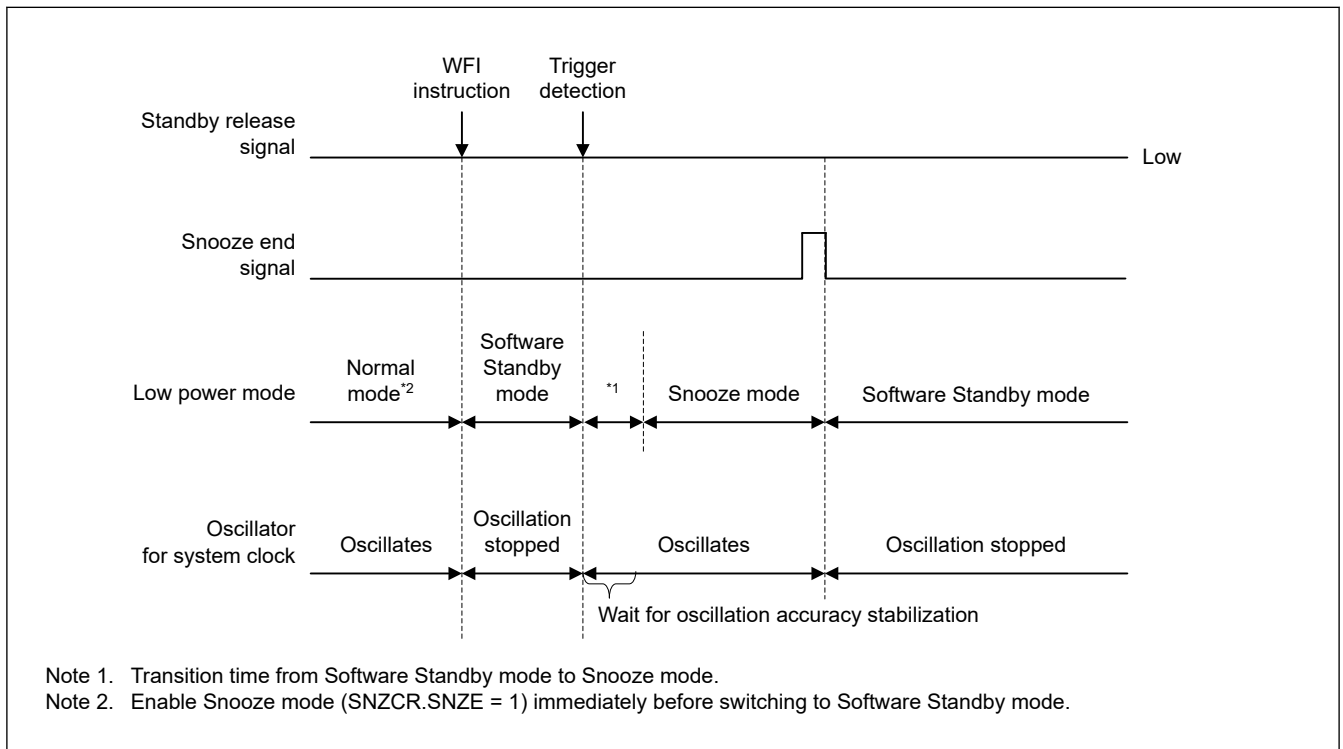 WFI
instruction
Trigger
detection
Standby release
signal
Low
Snooze end
signal
Low power mode
Normal
mode*2
Software
Standby
mode
*1
Snooze mode
Software Standby mode
Oscillator
for system clock
Oscillates
Oscillation
stopped
Oscillates
Oscillation stopped
Wait for oscillation accuracy stabilization
Note 1. Transition time from Software Standby mode to Snooze mode.
Note 2. Enable Snooze mode (SNZCR.SNZE = 1) immediately before switching to Software Standby mode.